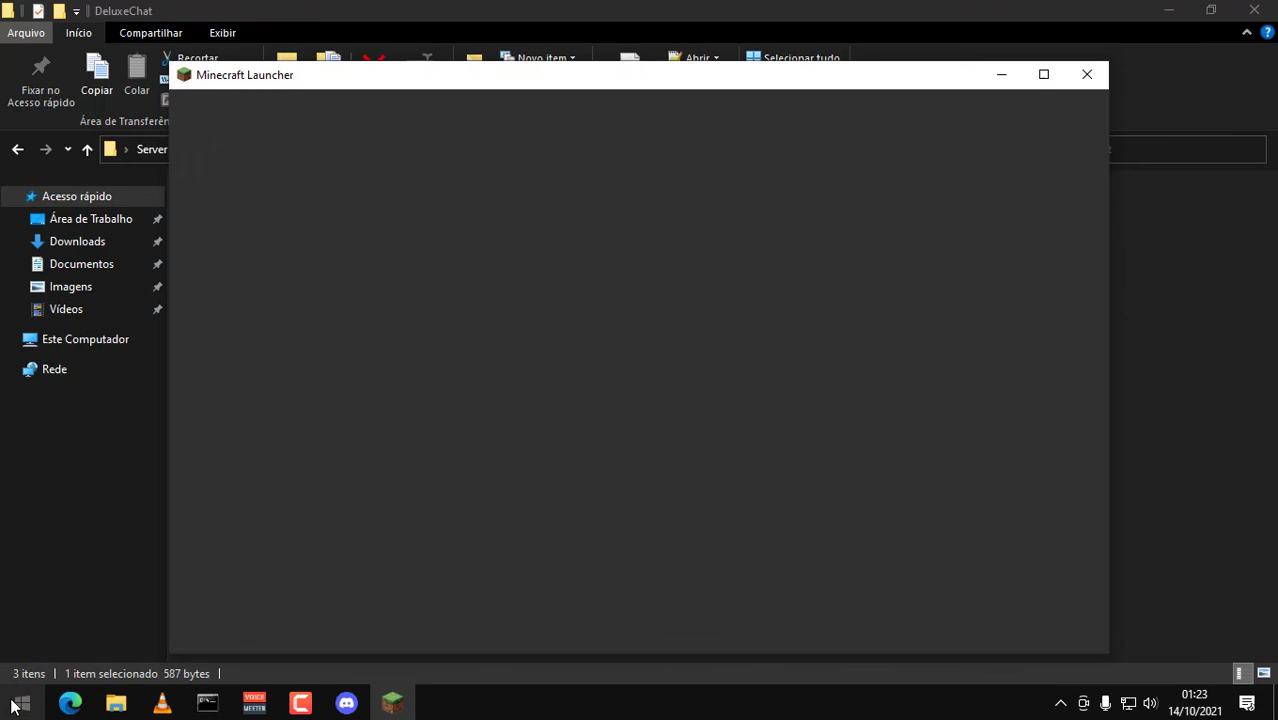 DeluxeChat
Arquivo
Início
Compartilhar
Exibir
Recortar
Novo item
Abrir
Selecionar tudo
Fixar no
Acesso rápido
Copiar
Colar
Área de Transferên
Minecraft Launcher
Server
Acesso rápido
Área de Trabalho
Downloads
Documentos
Imagens
Vídeos
Este Computador
Rede
3 itens
1 item selecionado 587 bytes
VOICE
MEETER
01:23
14/10/2021